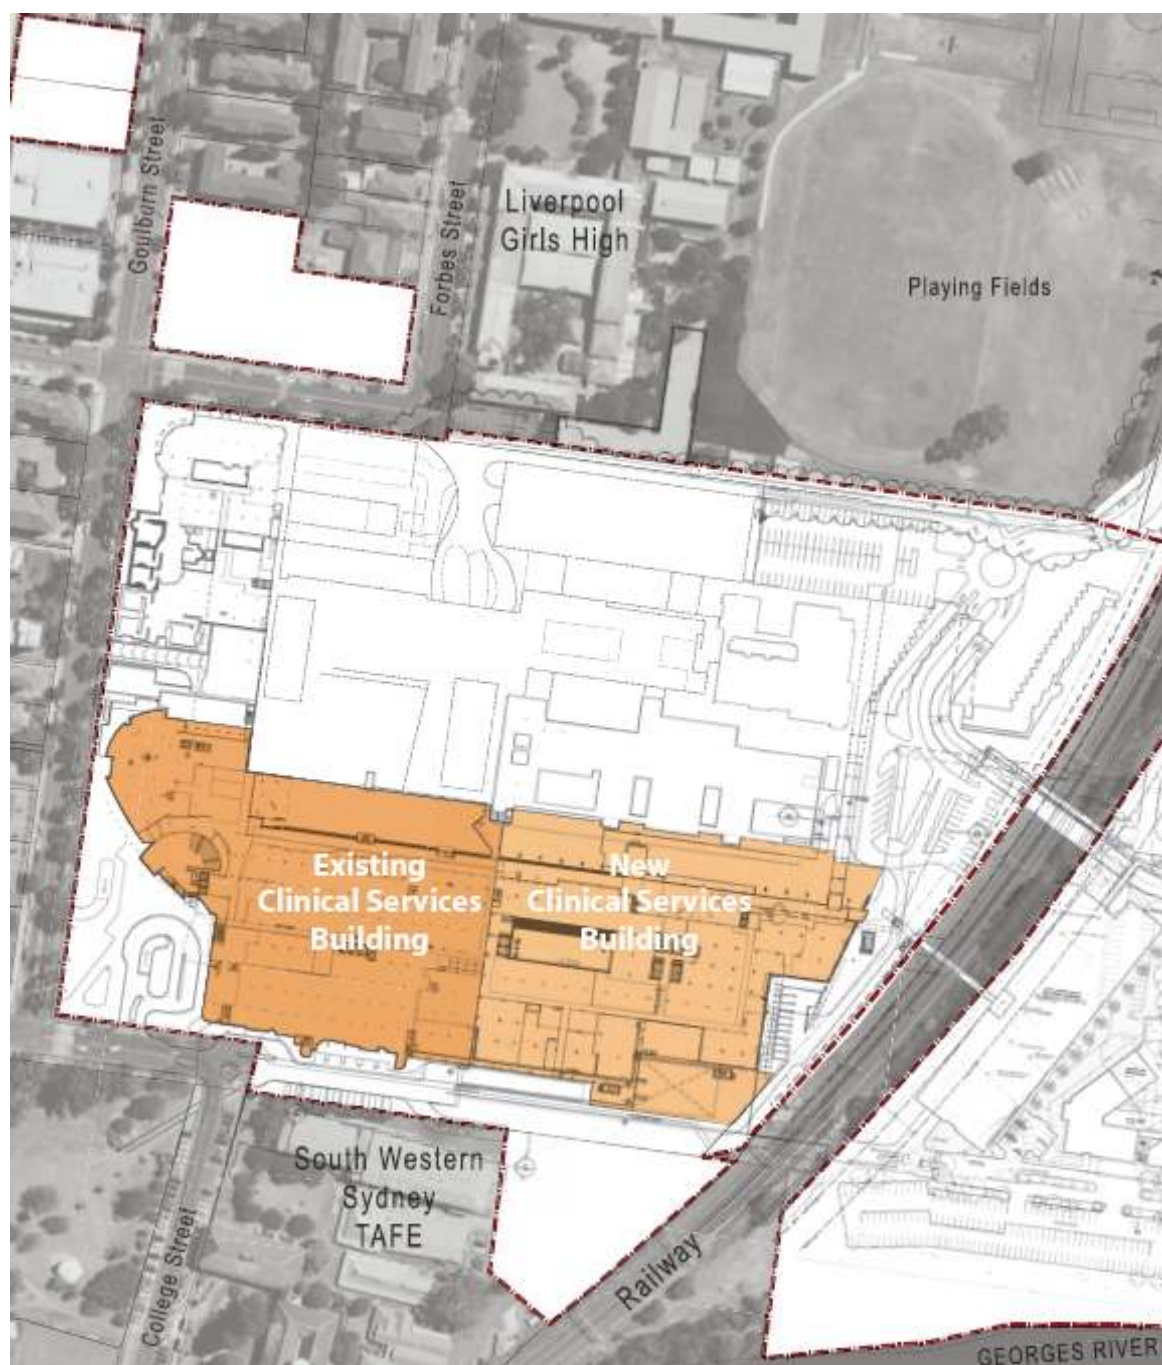 Goulburn Street
Forbes Street
Liverpool
Girls High
Playing Fields
Existing
Clinical Services
Building
New
Clinical Services
Building
South Western
Sydney
TAFE
College Street
Railway
GEORGES RIVER